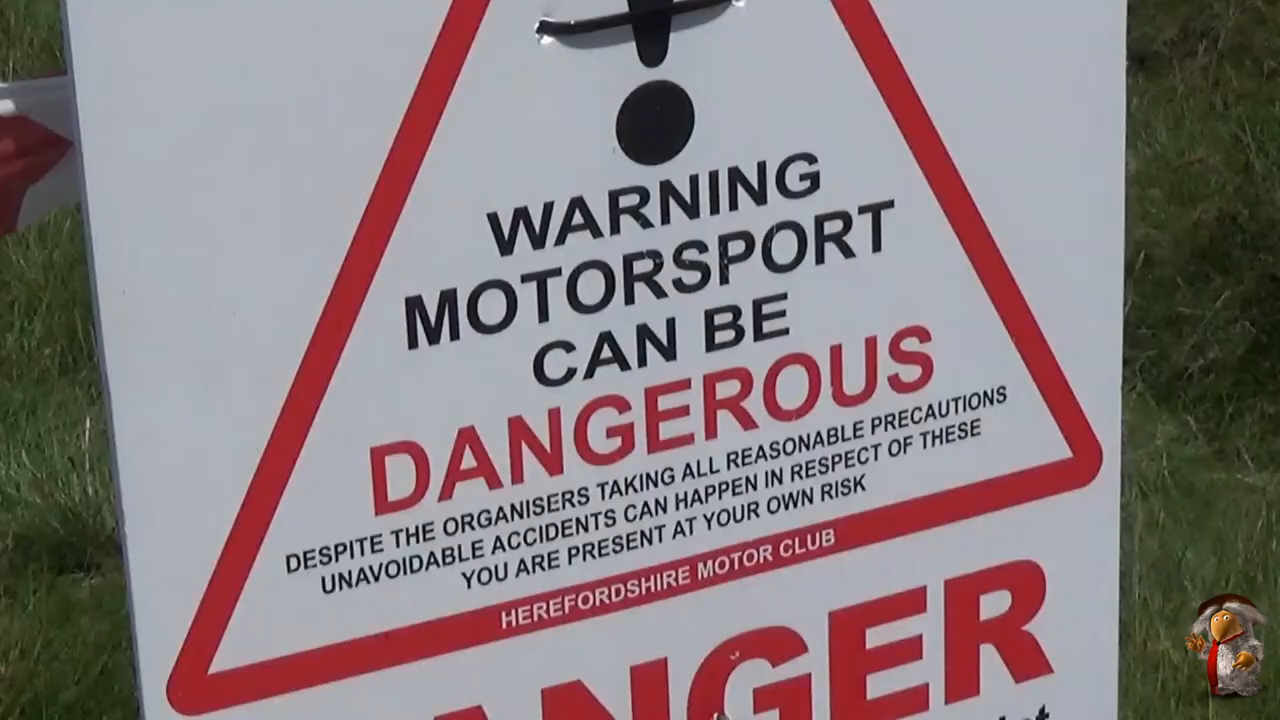 WARNING
MOTORSPORT
CAN BE
DANGEROUS
DESPITE THE ORGANISERS TAKING ALL REASONABLE PRECAUTIONS
UNAVOIDABLE ACCIDENTS CAN HAPPEN IN RESPECT OF THESE
YOU ARE PRESENT AT YOUR OWN RISK
HEREFORDSHIRE MOTOR CLUB
ANGER